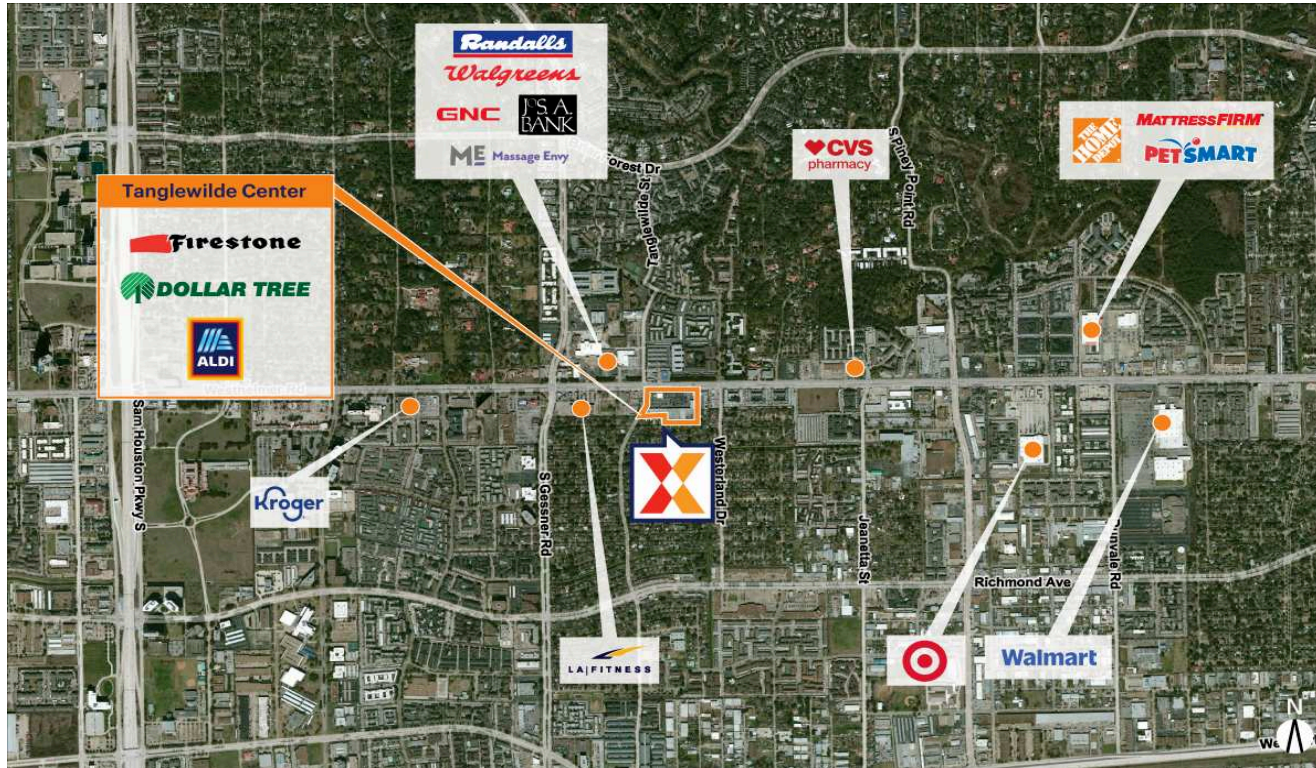 Randalls
Walgreens
GNC
JOS. A. BANK
ME Massage Envy
CVS
pharmacy
THE HOME DEPOT
MATTRESSFIRM
PETSMART
Tanglewilde Center
Firestone
DOLLAR TREE
ALDI
Westheimer Rd
Kroger
LA|FITNESS
Walmart
Forest Dr
Tanglewilde St
S Piney Point Rd
Sam Houston Pkwy S
S Gessner Rd
Westerland Dr
Jeanetta St
Richmond Ave
Dunvale Rd
We
N